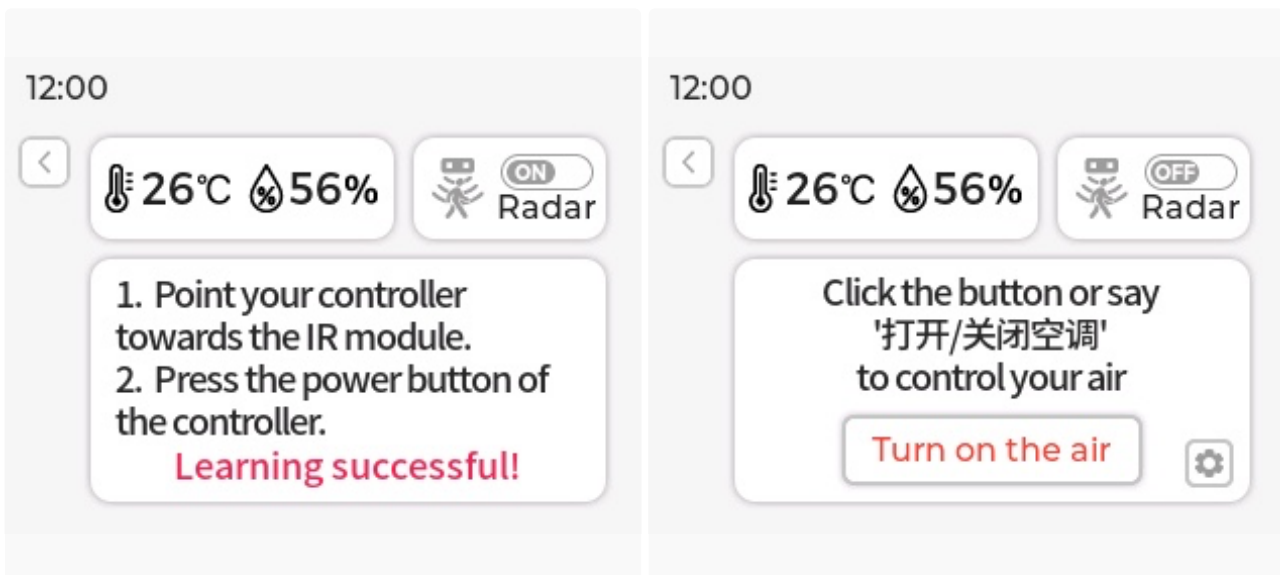 12:00
26℃ 56%
ON
Radar
1. Point your controller
towards the IR module.
2. Press the power button of
the controller.
Learning successful!
12:00
26℃ 56%
OFF
Radar
Click the button or say
'打开/关闭空调'
to control your air
Turn on the air